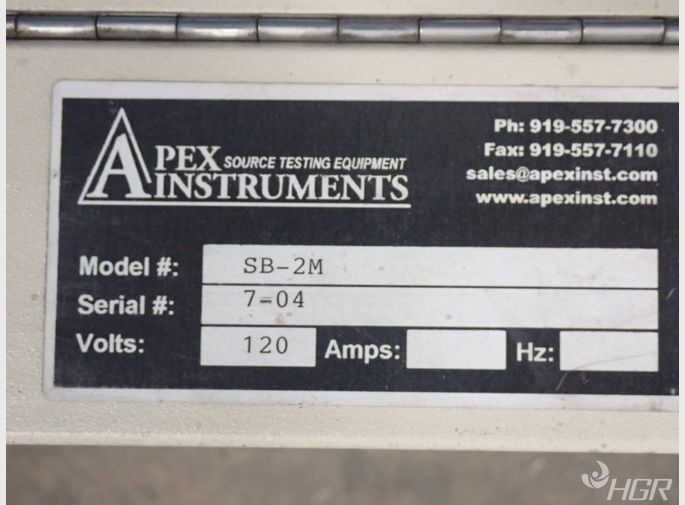 APEX INSTRUMENTS
SOURCE TESTING EQUIPMENT
Ph: 919-557-7300
Fax: 919-557-7110
sales@apexinst.com
www.apexinst.com
Model #: SB-2M
Serial #: 7-04
Volts: 120 Amps: Hz:
HGR